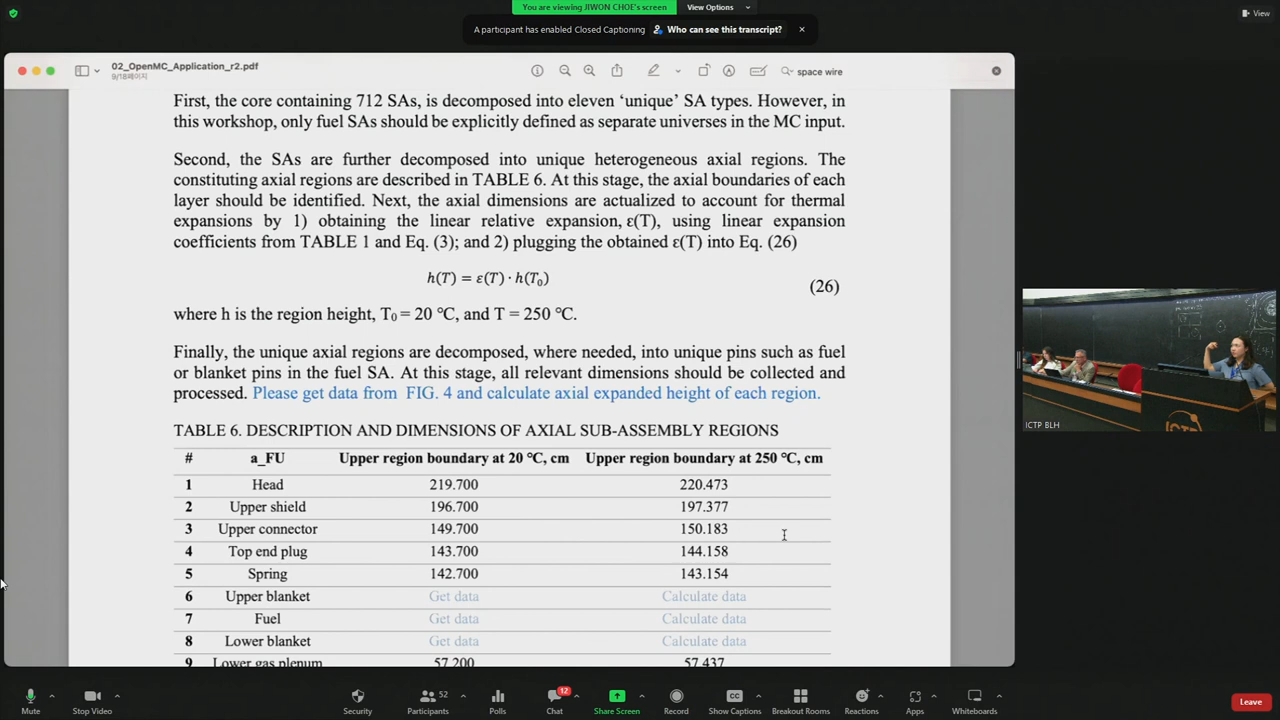 You are viewing JIWON CHOE's screen
View Options
View
A participant has enabled Closed Captioning
Who can see this transcript?
02_OpenMC_Application_r2.pdf
9/18페이지
space wire
First, the core containing 712 SAs, is decomposed into eleven ‘unique’ SA types. However, in
this workshop, only fuel SAs should be explicitly defined as separate universes in the MC input.
Second, the SAs are further decomposed into unique heterogeneous axial regions. The
constituting axial regions are described in TABLE 6. At this stage, the axial boundaries of each
layer should be identified. Next, the axial dimensions are actualized to account for thermal
expansions by 1) obtaining the linear relative expansion, ε(T), using linear expansion
coefficients from TABLE 1 and Eq. (3); and 2) plugging the obtained ε(T) into Eq. (26)
h(T) = ε(T) · h(T₀)
(26)
where h is the region height, T₀ = 20 ℃, and T = 250 ℃.
Finally, the unique axial regions are decomposed, where needed, into unique pins such as fuel
or blanket pins in the fuel SA. At this stage, all relevant dimensions should be collected and
processed. Please get data from FIG. 4 and calculate axial expanded height of each region.
TABLE 6. DESCRIPTION AND DIMENSIONS OF AXIAL SUB-ASSEMBLY REGIONS
# a_FU Upper region boundary at 20 ℃, cm Upper region boundary at 250 ℃, cm
1 Head 219.700 220.473
2 Upper shield 196.700 197.377
3 Upper connector 149.700 150.183
4 Top end plug 143.700 144.158
5 Spring 142.700 143.154
6 Upper blanket Get data Calculate data
7 Fuel Get data Calculate data
8 Lower blanket Get data Calculate data
9 Lower gas plenum 57.200 57.437
ICTP
ICTP BLH
Mute
Stop Video
Security
Participants 52
Polls
Chat 12
Share Screen
Record
Show Captions
Breakout Rooms
Reactions
Apps
Whiteboards
Leave